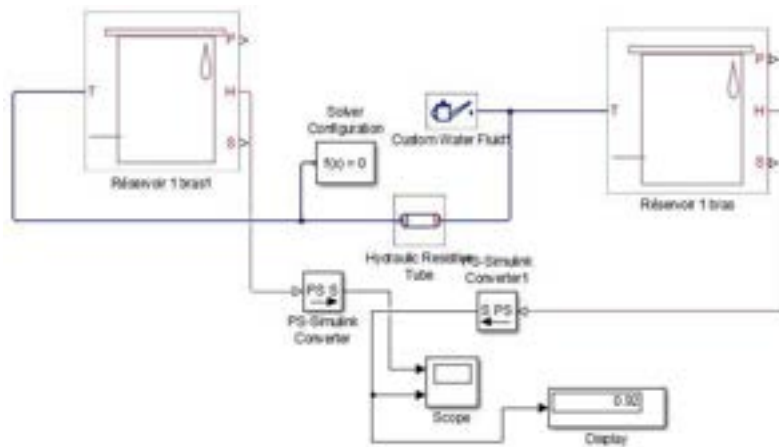 P
T
H
S
Réservoir 1 bras1
Solver
Configuration
f(x) = 0
Custom Water Fluid1
P
T
H
S
Réservoir 1 bras
Hydraulic Resistive
Tube
PS-Simulink
Converter1
PS S
S PS
PS-Simulink
Converter
Scope
0.92
Display